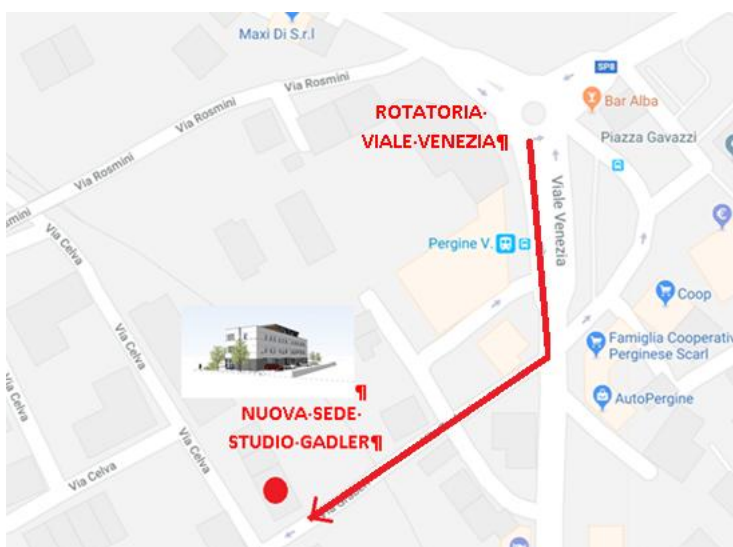 Maxi Di S.r.l
SP8
Via Rosmini
Via Rosmini
Via Rosmini
ROTATORIA·
VIALE·VENEZIA¶
Bar Alba
Piazza Gavazzi
Viale Venezia
Via Celva
Pergine V.
Coop
Via Celva
Famiglia Cooperativ
Perginese Scarl
¶
NUOVA·SEDE·
STUDIO·GADLER¶
AutoPergine
Via Celva
Via Celva
Via Celva